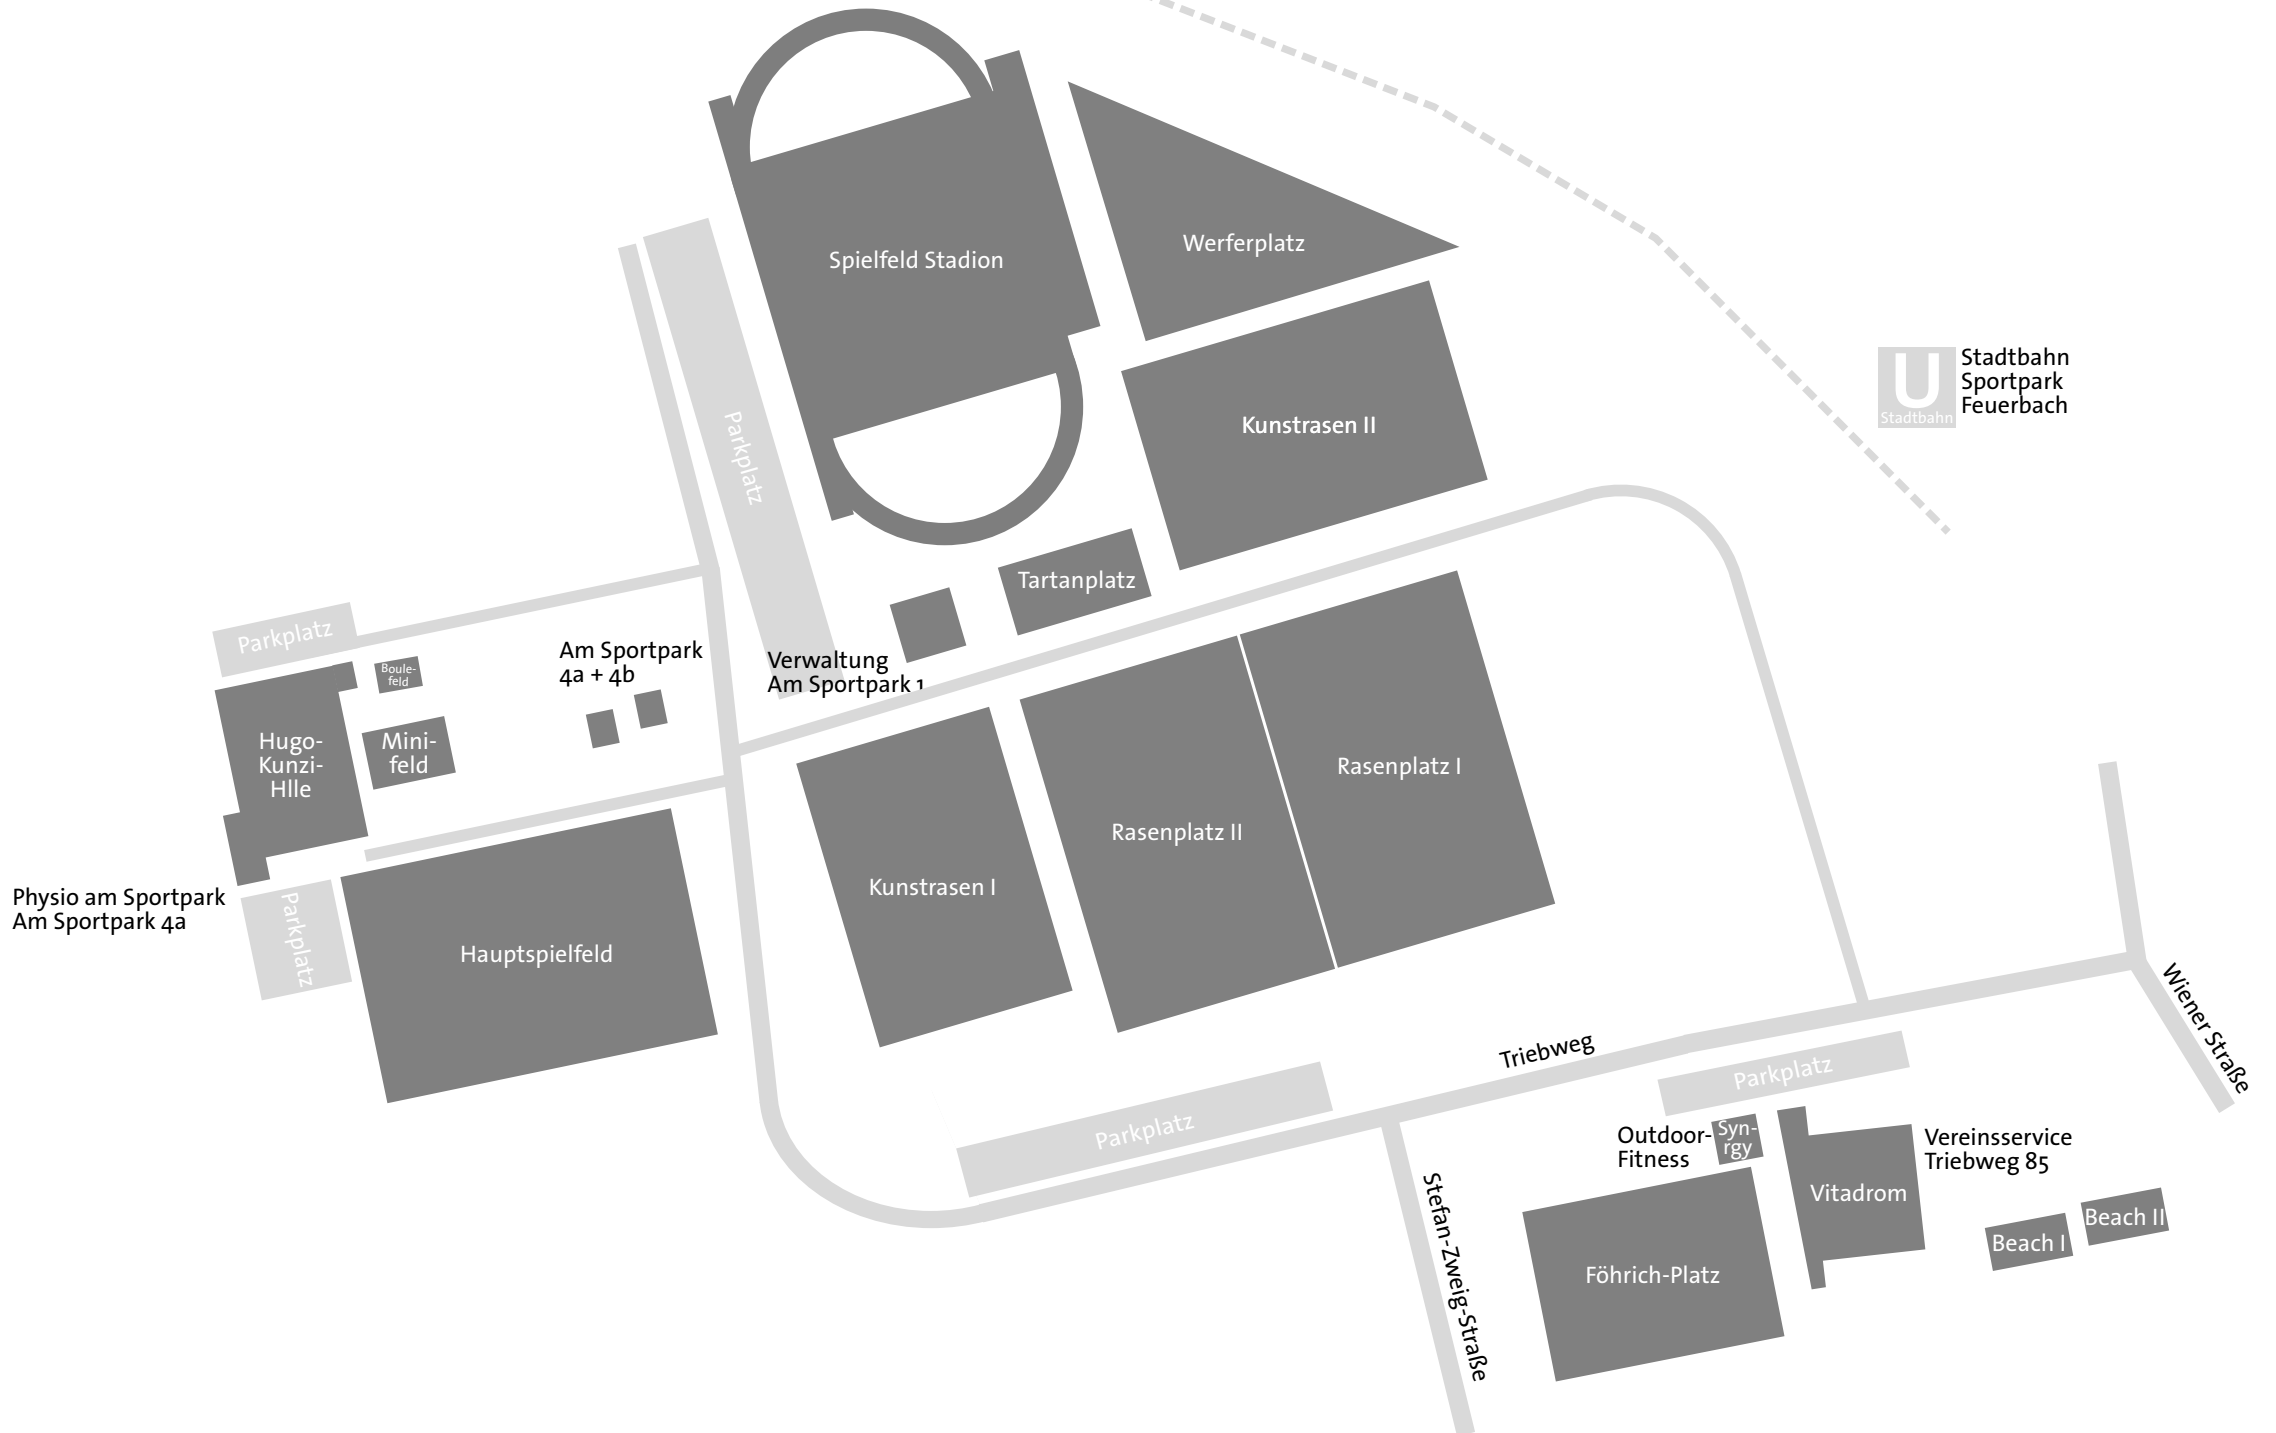 Spielfeld Stadion
Werferplatz
Parkplatz
Kunstrasen II
U
Stadtbahn
Stadtbahn
Sportpark
Feuerbach
Tartanplatz
Parkplatz
Boule-
feld
Am Sportpark
4a + 4b
Verwaltung
Am Sportpark 1
Hugo-
Kunzi-
Hlle
Mini-
feld
Rasenplatz I
Rasenplatz II
Kunstrasen I
Physio am Sportpark
Am Sportpark 4a
Parkplatz
Hauptspielfeld
Triebweg
Wiener Straße
Parkplatz
Parkplatz
Outdoor-
Fitness
Syn-
rgy
Vereinsservice
Triebweg 85
Vitadrom
Beach I
Beach II
Stefan-Zweig-Straße
Föhrich-Platz